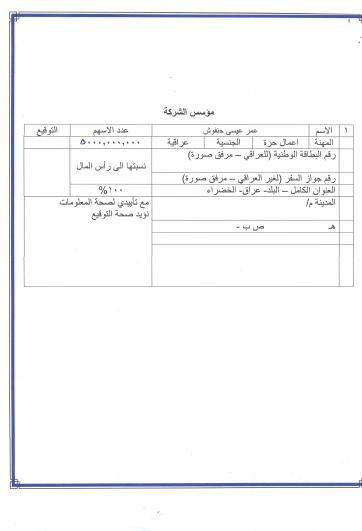 مؤسس الشركة
١ الاسم عمر عيسى حنفوش عدد الاسهم التوقيع
المهنة اعمال حرة الجنسية عراقية ٥٠٠٠,٠٠٠,٠٠٠
رقم البطاقة الوطنية (للعراقي – مرفق صورة) نسبتها الى رأس المال
رقم جواز السفر (لغير العراقي – مرفق صورة)
العنوان الكامل – البلد- عراق- الخضراء ١٠٠%
المدينة م/ مع تأييدي لصحة المعلومات
نؤيد صحة التوقيع
هـ ص ب -